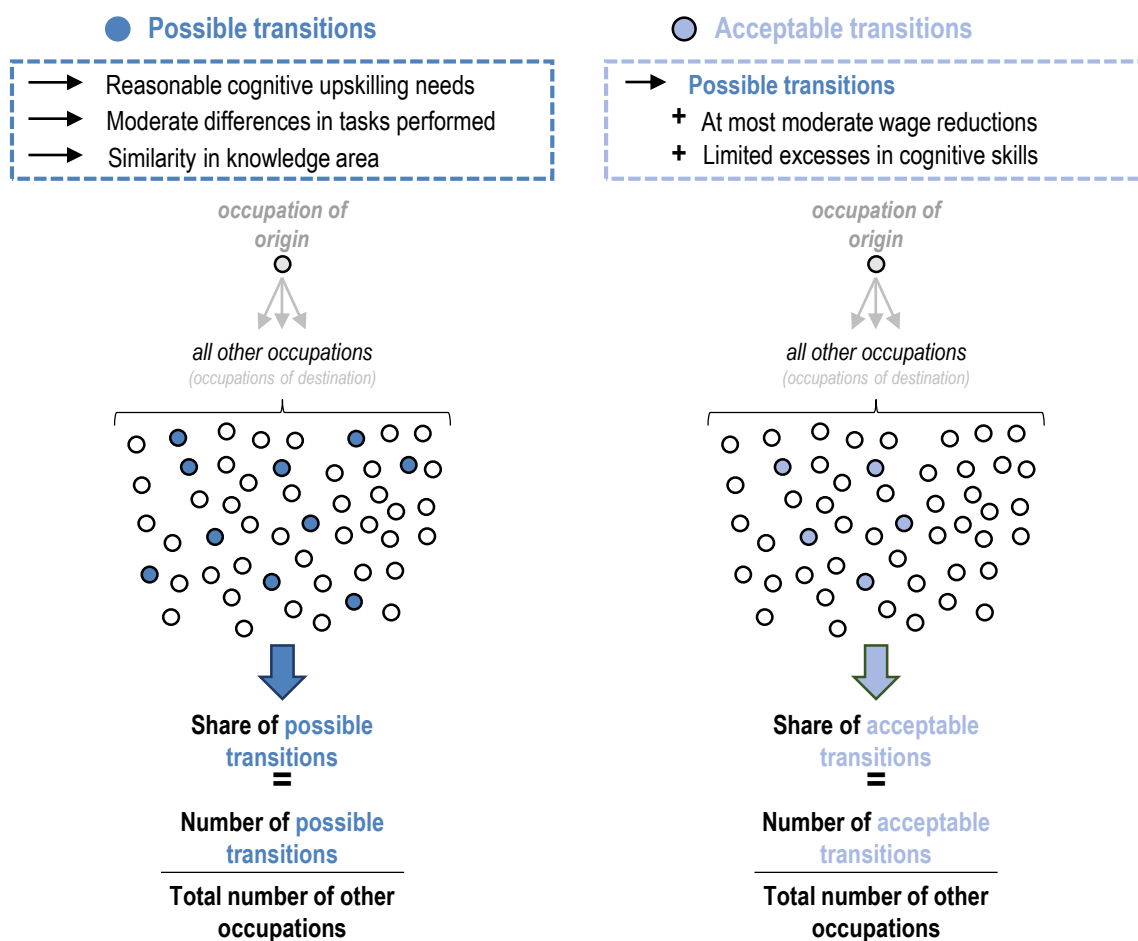 Possible transitions
Reasonable cognitive upskilling needs
Moderate differences in tasks performed
Similarity in knowledge area
occupation of
origin
all other occupations
(occupations of destination)
Share of possible
transitions
=
Number of possible
transitions
Total number of other
occupations
Acceptable transitions
Possible transitions
+ At most moderate wage reductions
+ Limited excesses in cognitive skills
occupation of
origin
all other occupations
(occupations of destination)
Share of acceptable
transitions
=
Number of acceptable
transitions
Total number of other
occupations